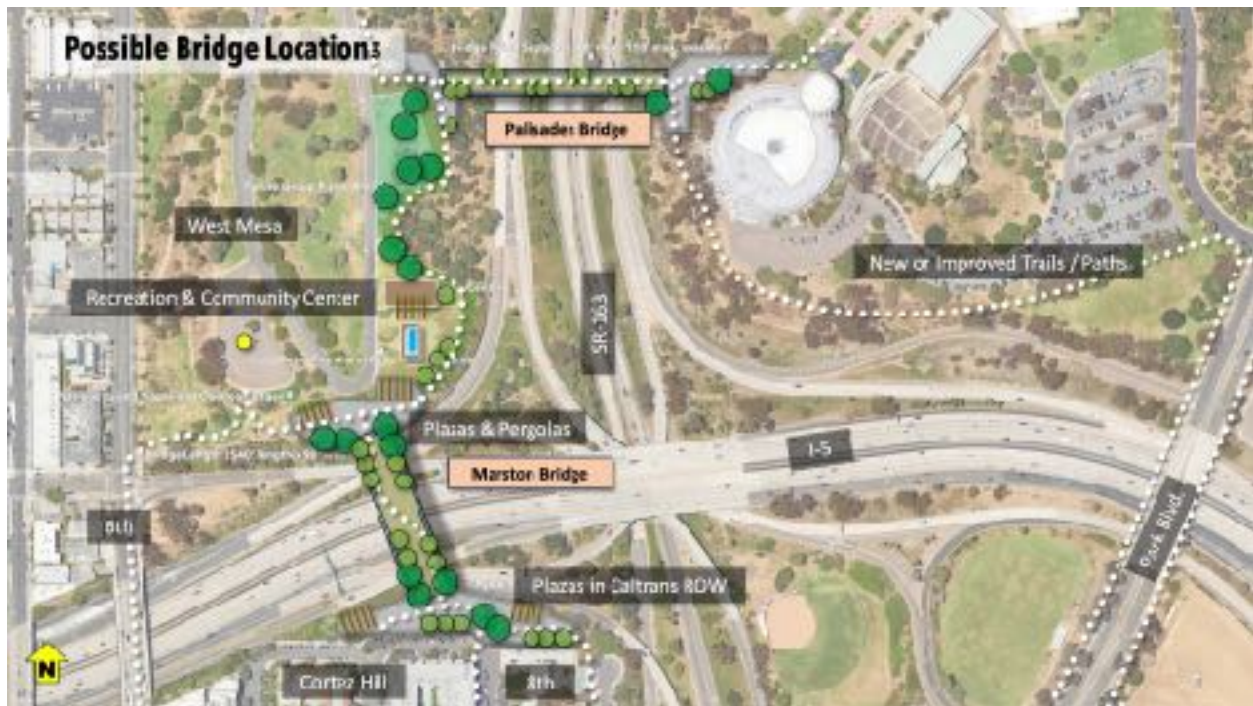 Possible Bridge Locations
Palisades Bridge
West Mesa
New or Improved Trails / Paths
Recreation & Community Center
SR-163
Plazas & Pergolas
I-5
Marston Bridge
Park Blvd.
Plazas in Caltrans ROW
Cortez Hill
8th
N